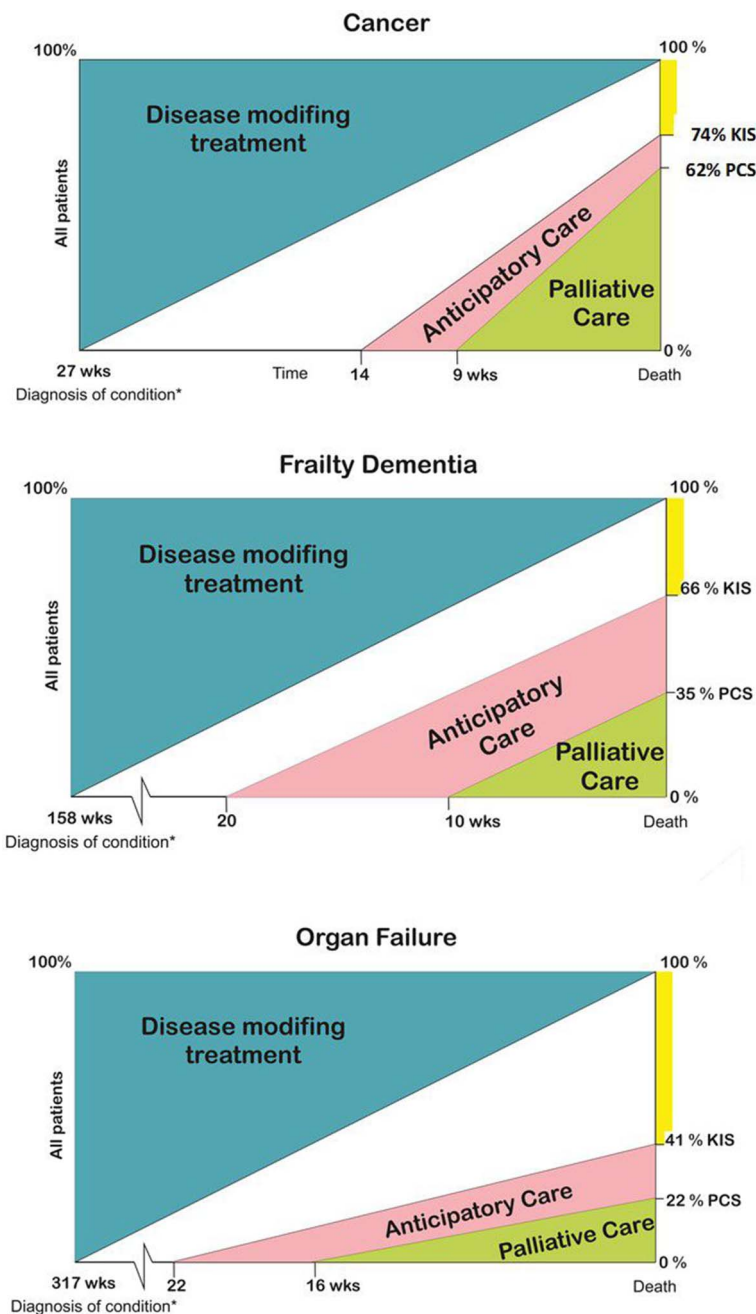 Cancer
100%
100 %
Disease modifing
treatment
All patients
74% KIS
62% PCS
Anticipatory Care
Palliative
Care
0 %
27 wks
Time
14
9 wks
Death
Diagnosis of condition*
Frailty Dementia
100%
100 %
Disease modifing
treatment
All patients
66 % KIS
Anticipatory
Care
35 % PCS
Palliative
Care
0 %
158 wks
20
10 wks
Death
Diagnosis of condition*
Organ Failure
100%
100 %
Disease modifing
treatment
All patients
41 % KIS
Anticipatory Care
22 % PCS
Palliative Care
0 %
317 wks
22
16 wks
Death
Diagnosis of condition*